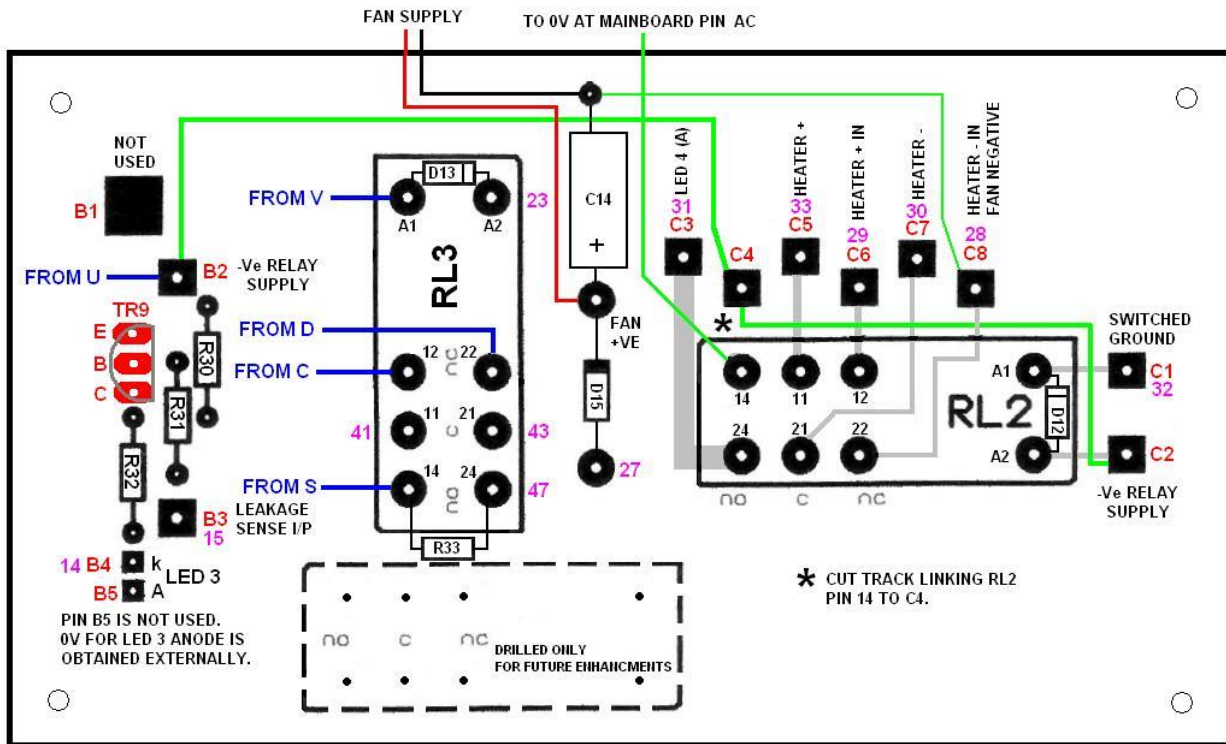 FAN SUPPLY
TO 0V AT MAINBOARD PIN AC
NOT
USED
B1
FROM V
D13
23
A1
A2
RL3
C14
+
LED 4 (A)
31
C3
HEATER +
33
C5
HEATER + IN
29
C6
HEATER -
30
C7
HEATER - IN
FAN NEGATIVE
28
C8
C4
FROM U
B2
-Ve RELAY
SUPPLY
TR9
E
B
C
R30
R31
R32
FROM D
FROM C
12
nc
22
11
c
21
41
43
14
no
24
47
FROM S
LEAKAGE
SENSE I/P
B3
15
R33
FAN
+VE
D15
27
*
14
11
12
24
21
22
no
c
nc
RL2
A1
A2
D12
SWITCHED
GROUND
C1
32
C2
-Ve RELAY
SUPPLY
14 B4
k
LED 3
B5
A
PIN B5 IS NOT USED.
0V FOR LED 3 ANODE IS
OBTAINED EXTERNALLY.
no
c
nc
DRILLED ONLY
FOR FUTURE ENHANCMENTS
* CUT TRACK LINKING RL2
PIN 14 TO C4.